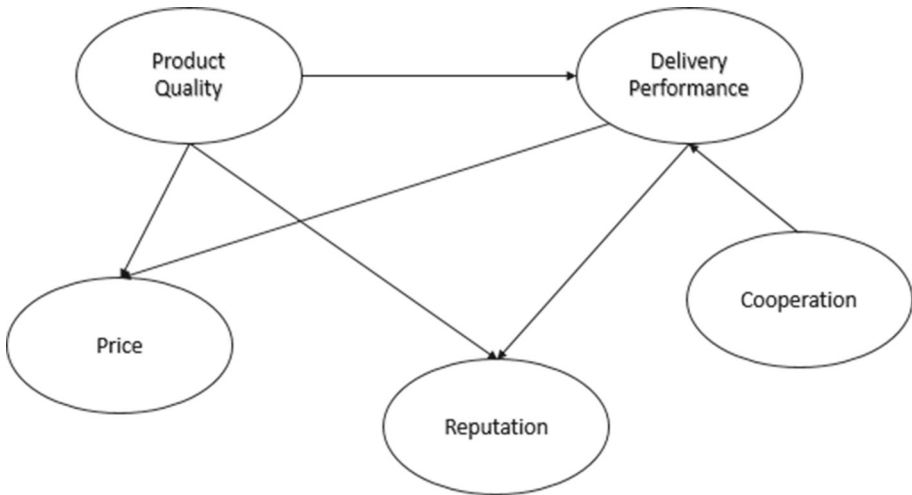 Product
Quality
Delivery
Performance
Cooperation
Price
Reputation